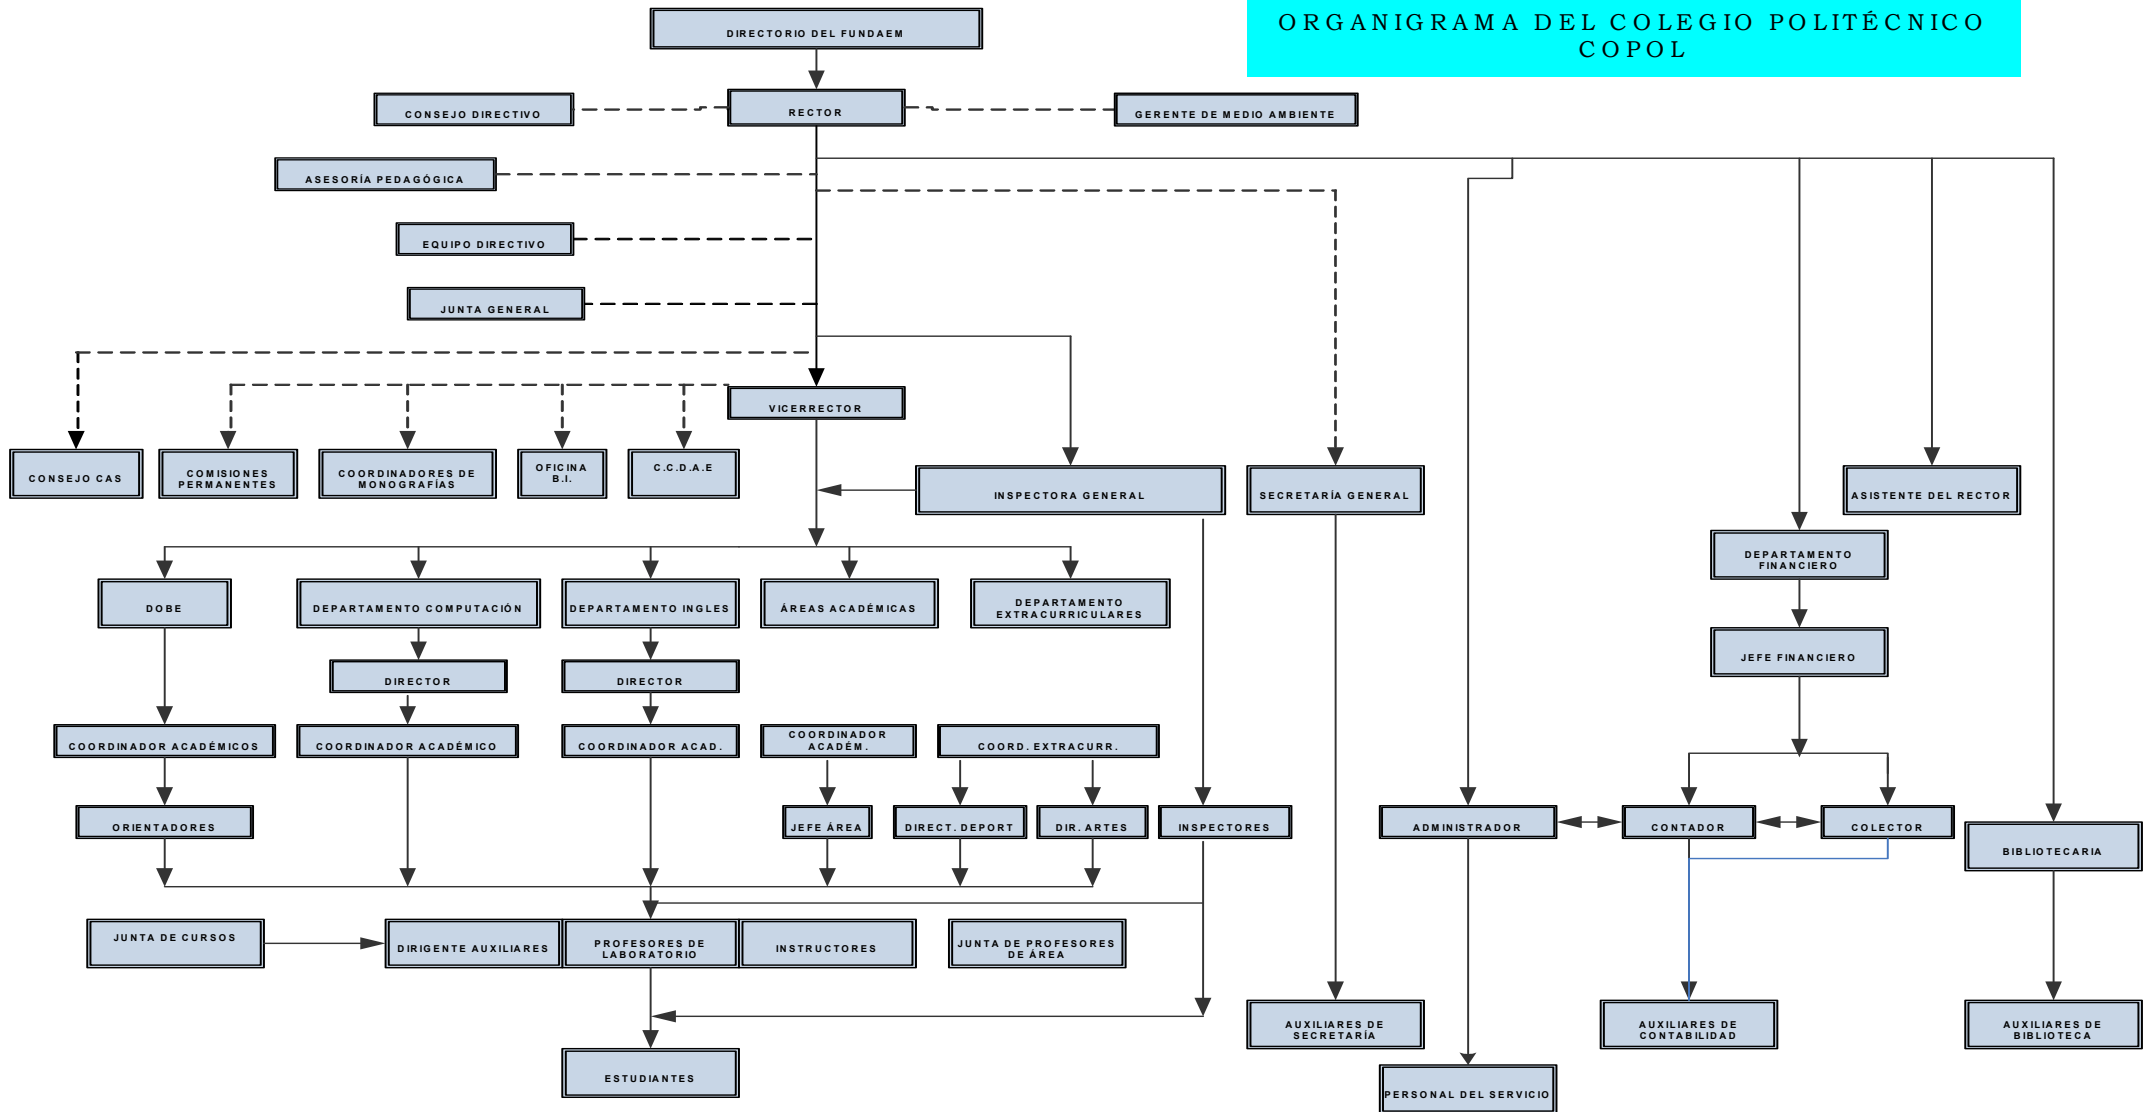 ORGANIGRAMA DEL COLEGIO POLITÉCNICO
COPOL
DIRECTORIO DEL FUNDAEM
CONSEJO DIRECTIVO
RECTOR
GERENTE DE MEDIO AMBIENTE
ASESORÍA PEDAGÓGICA
EQUIPO DIRECTIVO
JUNTA GENERAL
VICERRECTOR
CONSEJO CAS
COMISIONES
PERMANENTES
COORDINADORES DE
MONOGRAFÍAS
OFICINA
B.I.
C.C.D.A.E
INSPECTORA GENERAL
SECRETARÍA GENERAL
ASISTENTE DEL RECTOR
DEPARTAMENTO
FINANCIERO
DOBE
DEPARTAMENTO COMPUTACIÓN
DEPARTAMENTO INGLES
ÁREAS ACADÉMICAS
DEPARTAMENTO
EXTRACURRICULARES
JEFE FINANCIERO
DIRECTOR
DIRECTOR
COORDINADOR ACADÉMICOS
COORDINADOR ACADÉMICO
COORDINADOR ACAD.
COORDINADOR
ACADÉM.
COORD. EXTRACURR.
ORIENTADORES
JEFE ÁREA
DIRECT. DEPORT
DIR. ARTES
INSPECTORES
ADMINISTRADOR
CONTADOR
COLECTOR
BIBLIOTECARIA
JUNTA DE CURSOS
DIRIGENTE AUXILIARES
PROFESORES DE
LABORATORIO
INSTRUCTORES
JUNTA DE PROFESORES
DE ÁREA
AUXILIARES DE
SECRETARÍA
AUXILIARES DE
CONTABILIDAD
AUXILIARES DE
BIBLIOTECA
ESTUDIANTES
PERSONAL DEL SERVICIO